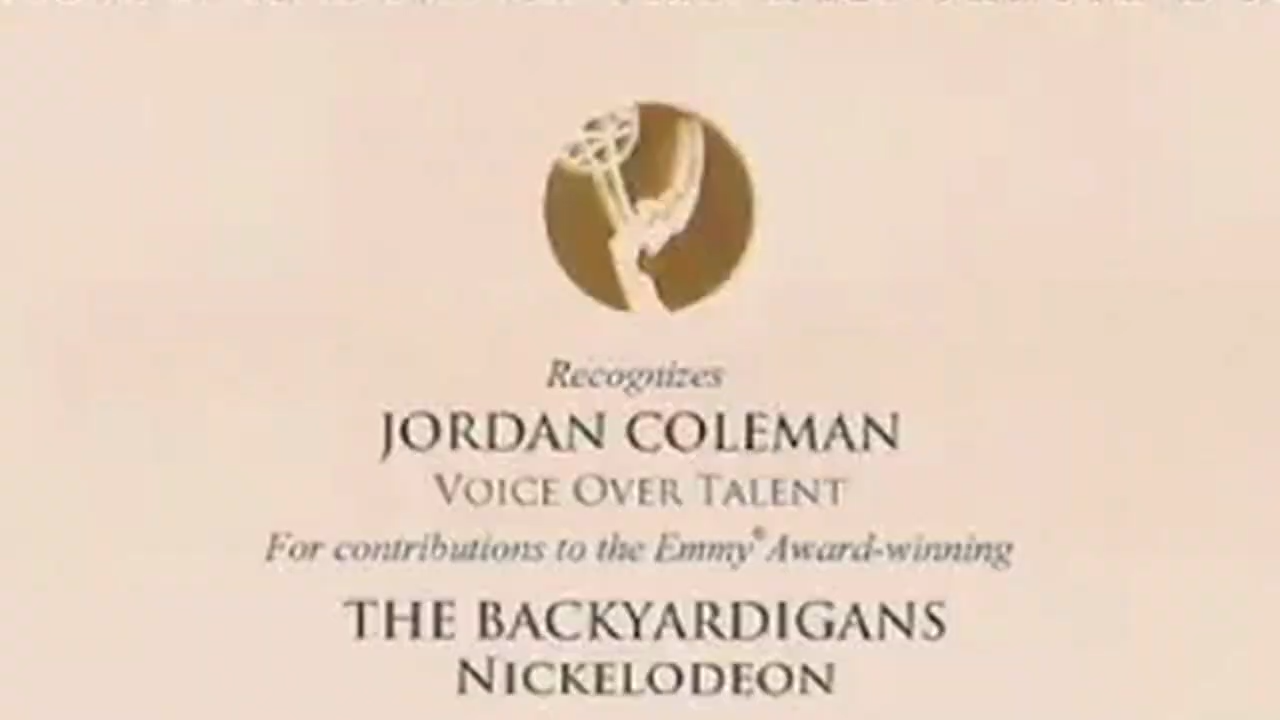 Recognizes
JORDAN COLEMAN
VOICE OVER TALENT
For contributions to the Emmy® Award-winning
THE BACKYARDIGANS
NICKELODEON